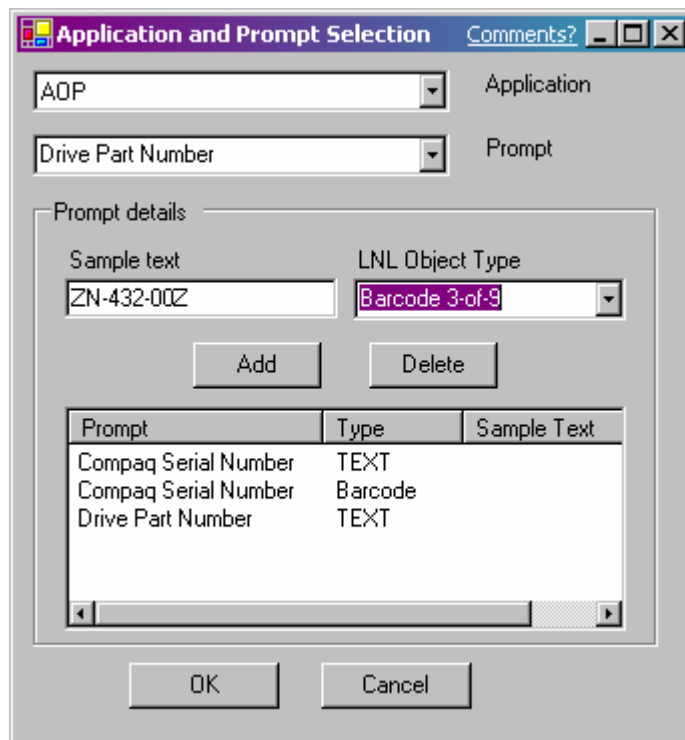 Application and Prompt Selection Comments?
AOP Application
Drive Part Number Prompt
Prompt details
Sample text LNL Object Type
ZN-432-00Z Barcode 3-of-9
Add Delete
Prompt Type Sample Text
Compaq Serial Number TEXT
Compaq Serial Number Barcode
Drive Part Number TEXT
OK Cancel